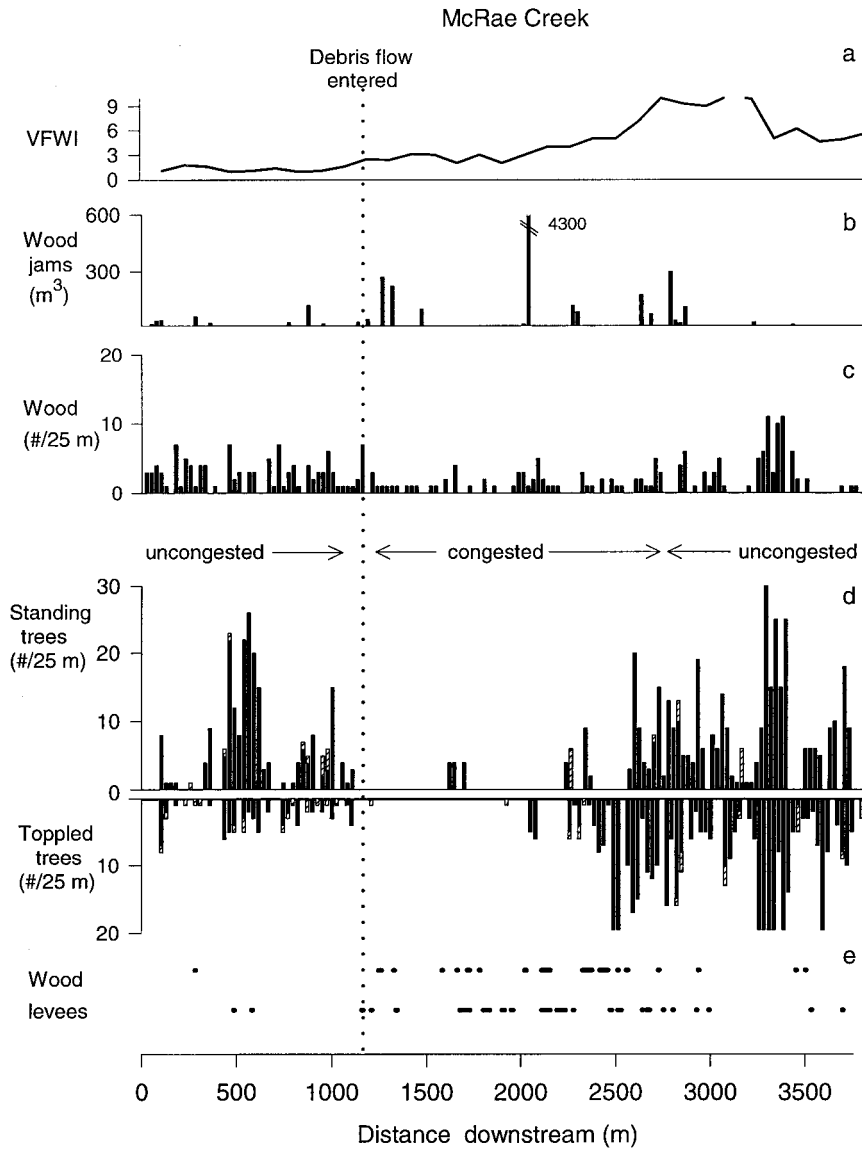 McRae Creek
a
Debris flow
entered
VFWI
9
6
3
0
b
Wood
jams
(m³)
600
300
4300
c
Wood
(#/25 m)
20
10
0
uncongested
congested
uncongested
d
Standing
trees
(#/25 m)
30
20
10
0
Toppled
trees
(#/25 m)
10
20
e
Wood
levees
0 500 1000 1500 2000 2500 3000 3500
Distance downstream (m)